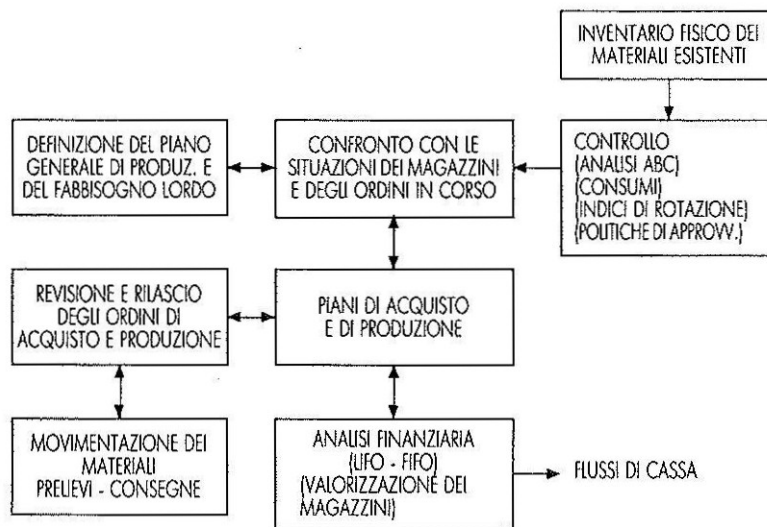 INVENTARIO FISICO DEI
MATERIALI ESISTENTI
DEFINIZIONE DEL PIANO
GENERALE DI PRODUZ. E
DEL FABBISOGNO LORDO
CONFRONTO CON LE
SITUAZIONI DEI MAGAZZINI
E DEGLI ORDINI IN CORSO
CONTROLLO
(ANALISI ABC)
(CONSUMI)
(INDICI DI ROTAZIONE)
(POLITICHE DI APPROVV.)
REVISIONE E RILASCIO
DEGLI ORDINI DI
ACQUISTO E PRODUZIONE
PIANI DI ACQUISTO
E DI PRODUZIONE
MOVIMENTAZIONE DEI
MATERIALI
PRELIEVI - CONSEGNE
ANALISI FINANZIARIA
(LIFO - FIFO)
(VALORIZZAZIONE DEI
MAGAZZINI)
FLUSSI DI CASSA